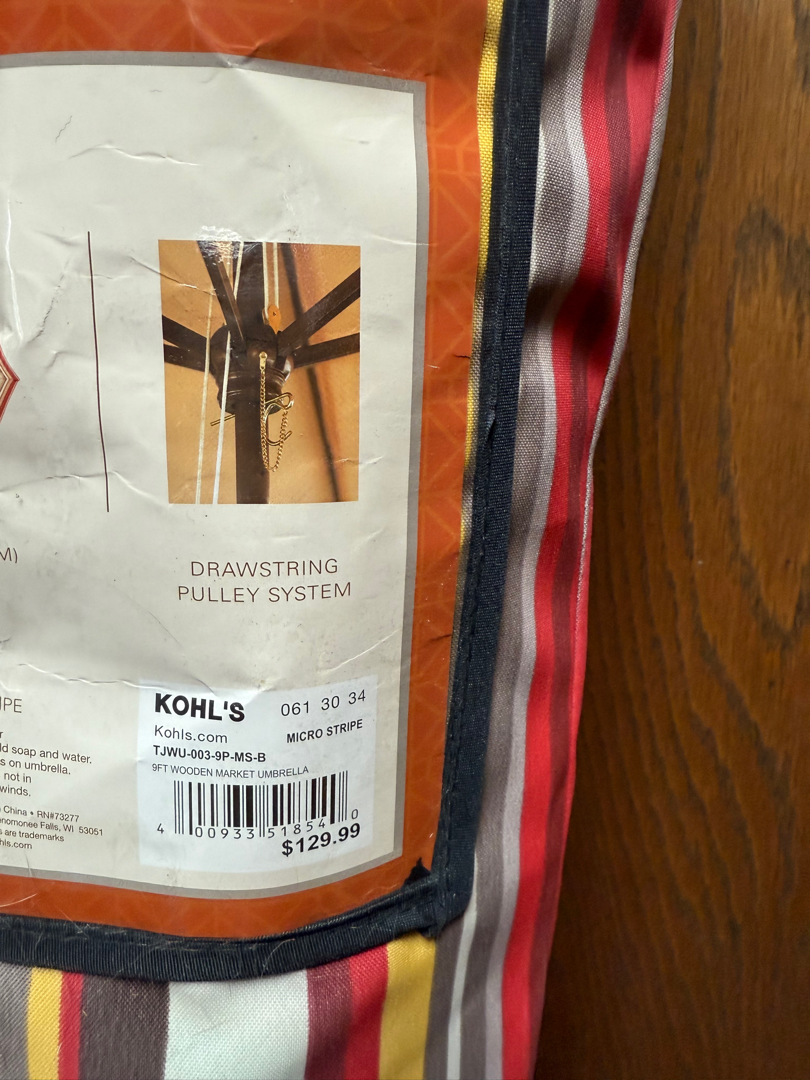 M)
DRAWSTRING
PULLEY SYSTEM
KOHL'S 061 30 34
Kohls.com MICRO STRIPE
TJWU-003-9P-MS-B
9FT WOODEN MARKET UMBRELLA
4 00933 51854 0
$129.99
IPE
r
ld soap and water.
s on umbrella.
not in
winds.
China • RN#73277
enomonee Falls, WI 53051
s are trademarks
hls.com